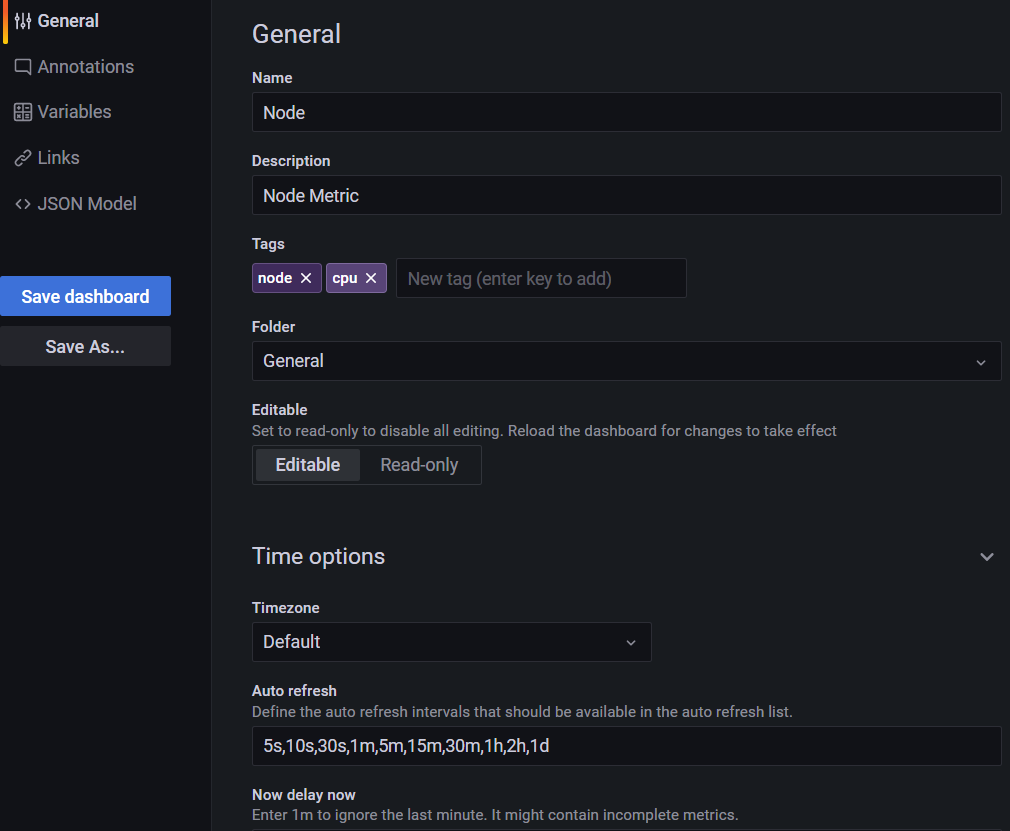 General
Annotations
Variables
Links
JSON Model
Save dashboard
Save As...
General
Name
Node
Description
Node Metric
Tags
node
cpu
New tag (enter key to add)
Folder
General
Editable
Set to read-only to disable all editing. Reload the dashboard for changes to take effect
Editable Read-only
Time options
Timezone
Default
Auto refresh
Define the auto refresh intervals that should be available in the auto refresh list.
5s,10s,30s,1m,5m,15m,30m,1h,2h,1d
Now delay now
Enter 1m to ignore the last minute. It might contain incomplete metrics.